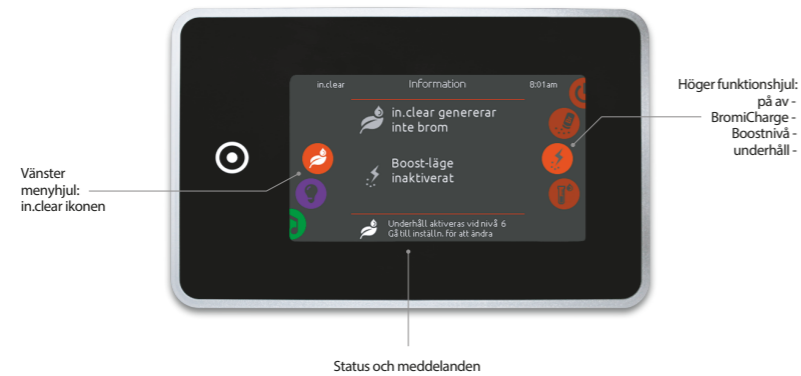 in.clear Information 8:01am
in.clear genererar
inte brom
Boost-läge
inaktiverat
Underhåll aktiveras vid nivå 6
Gå till inställn. för att ändra
Vänster
menyhjul:
in.clear ikonen
Höger funktionshjul:
på av -
BromiCharge -
Boostnivå -
underhåll -
Status och meddelanden